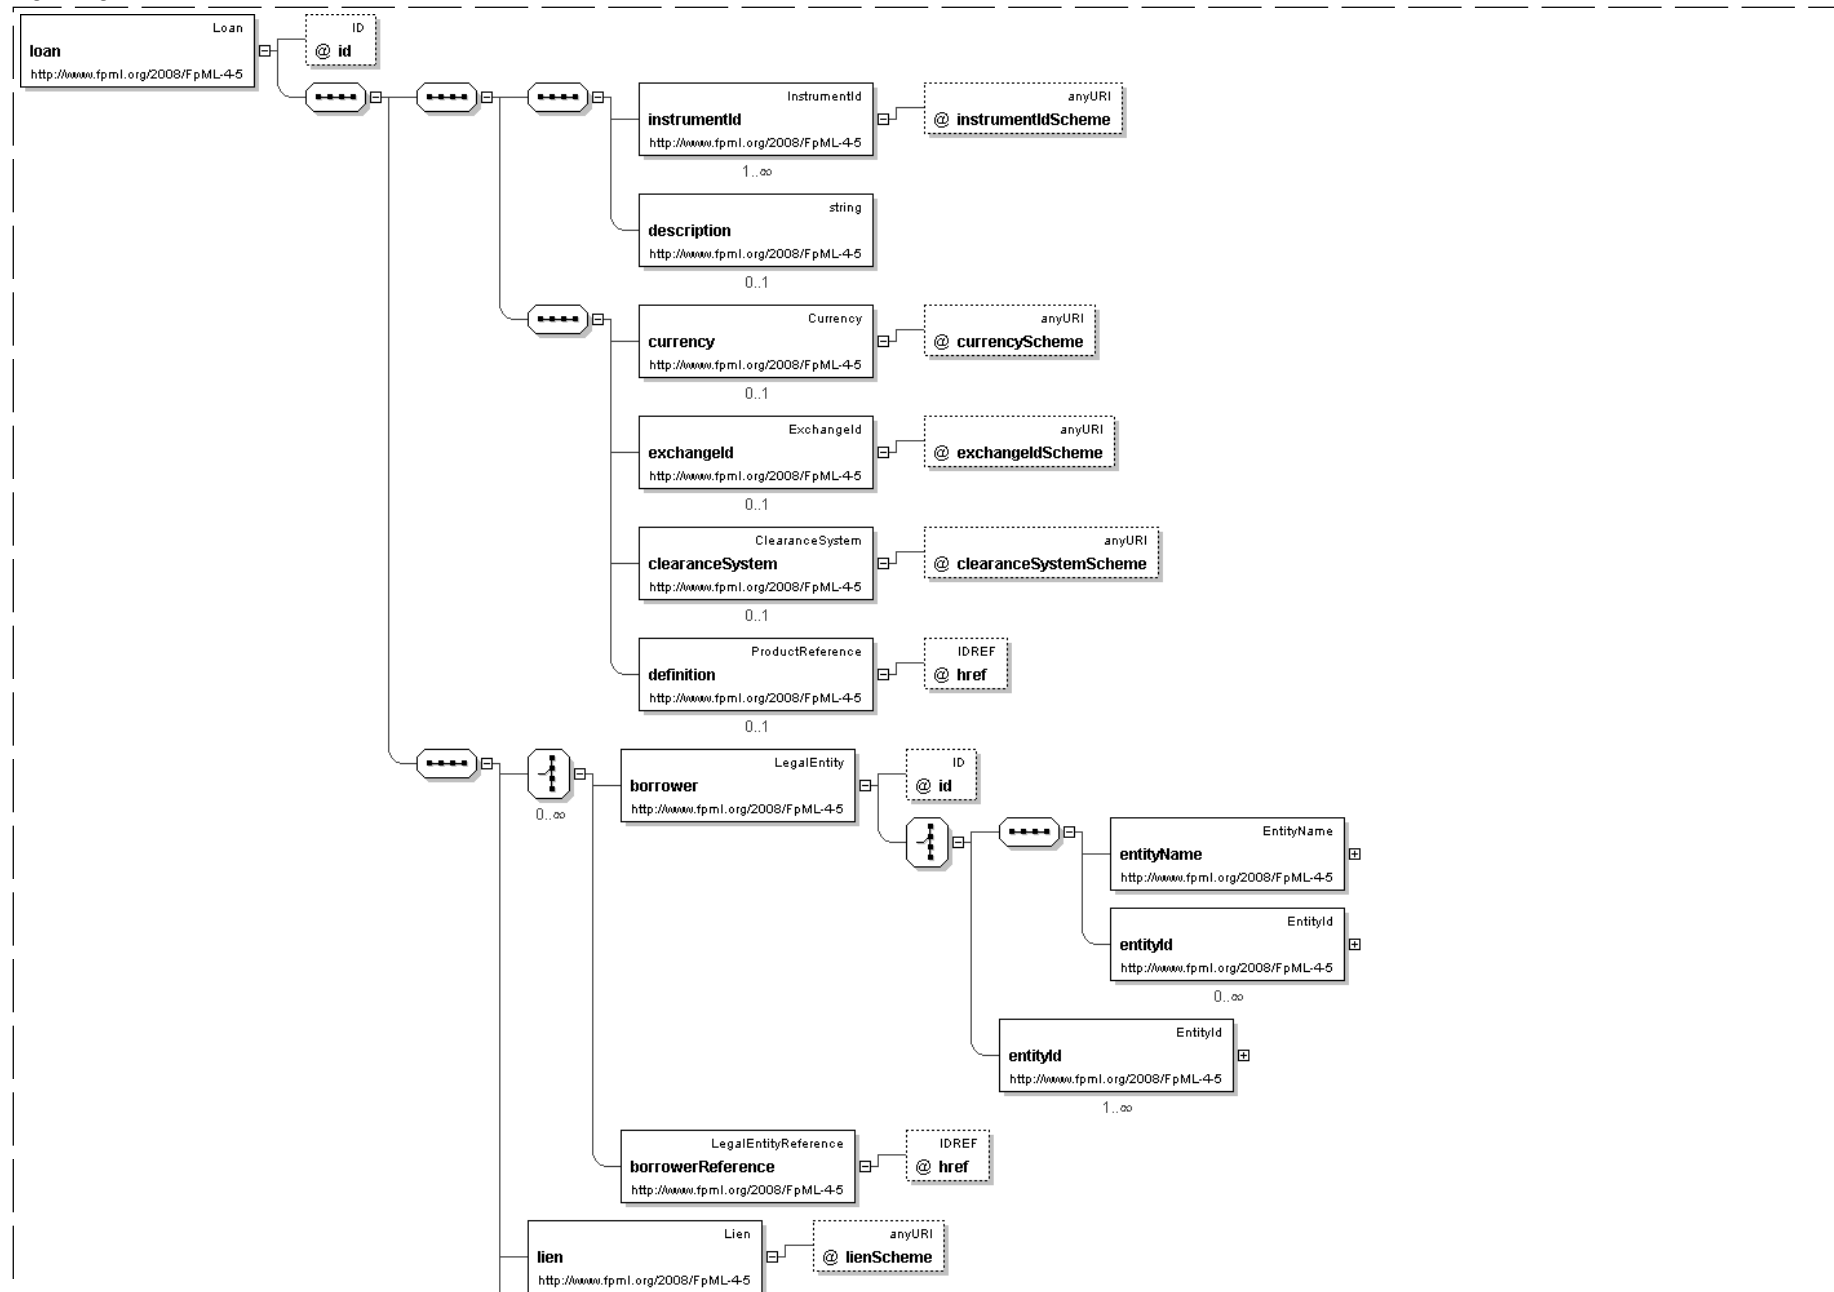 Loan
loan
http://www.fpml.org/2008/FpML-4-5
ID
@ id
InstrumentId
instrumentId
http://www.fpml.org/2008/FpML-4-5
1..∞
anyURI
@ instrumentIdScheme
string
description
http://www.fpml.org/2008/FpML-4-5
0..1
Currency
currency
http://www.fpml.org/2008/FpML-4-5
0..1
anyURI
@ currencyScheme
ExchangeId
exchangeId
http://www.fpml.org/2008/FpML-4-5
0..1
anyURI
@ exchangeIdScheme
ClearanceSystem
clearanceSystem
http://www.fpml.org/2008/FpML-4-5
0..1
anyURI
@ clearanceSystemScheme
ProductReference
definition
http://www.fpml.org/2008/FpML-4-5
0..1
IDREF
@ href
0..∞
LegalEntity
borrower
http://www.fpml.org/2008/FpML-4-5
ID
@ id
EntityName
entityName
http://www.fpml.org/2008/FpML-4-5
EntityId
entityId
http://www.fpml.org/2008/FpML-4-5
0..∞
EntityId
entityId
http://www.fpml.org/2008/FpML-4-5
1..∞
LegalEntityReference
borrowerReference
http://www.fpml.org/2008/FpML-4-5
IDREF
@ href
Lien
lien
http://www.fpml.org/2008/FpML-4-5
anyURI
@ lienScheme